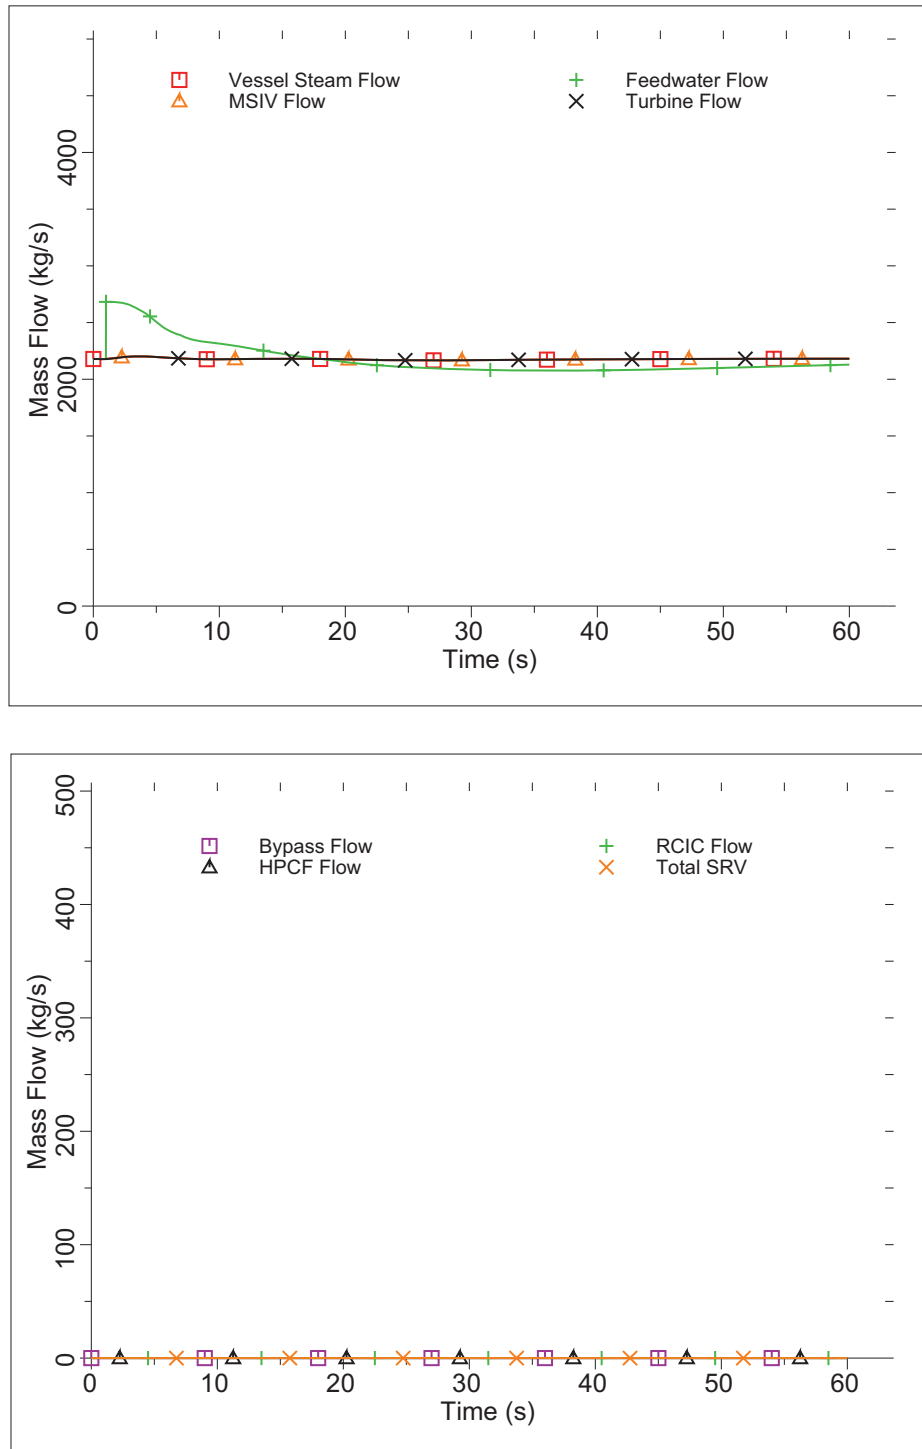 Vessel Steam Flow
Feedwater Flow
MSIV Flow
Turbine Flow
Mass Flow (kg/s)
4000
2000
0
0 10 20 30 40 50 60
Time (s)
500
Bypass Flow
RCIC Flow
HPCF Flow
Total SRV
400
Mass Flow (kg/s)
300
200
100
0
0 10 20 30 40 50 60
Time (s)